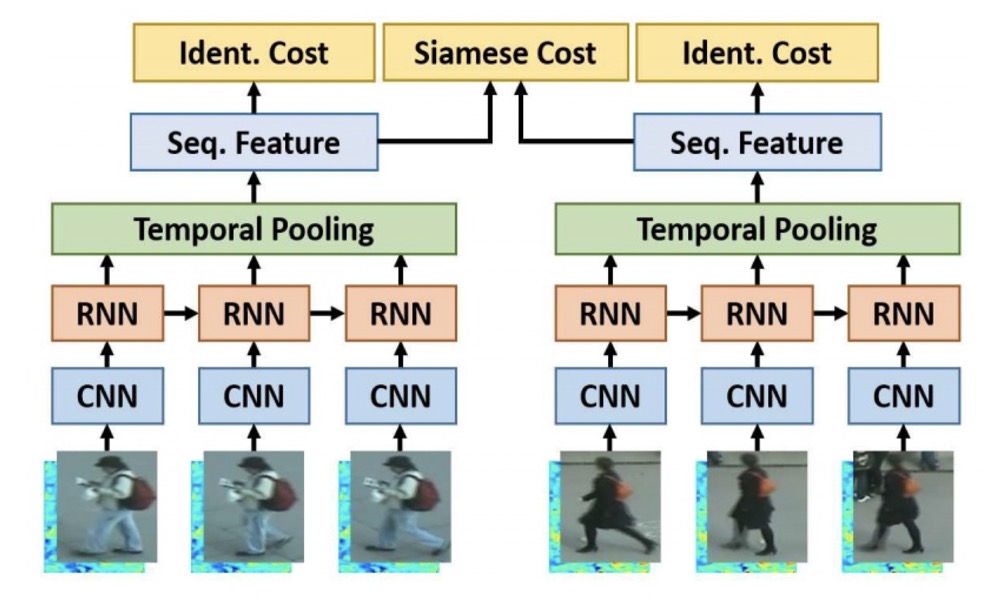 Ident. Cost
Siamese Cost
Ident. Cost
Seq. Feature
Seq. Feature
Temporal Pooling
Temporal Pooling
RNN
RNN
RNN
RNN
RNN
RNN
CNN
CNN
CNN
CNN
CNN
CNN